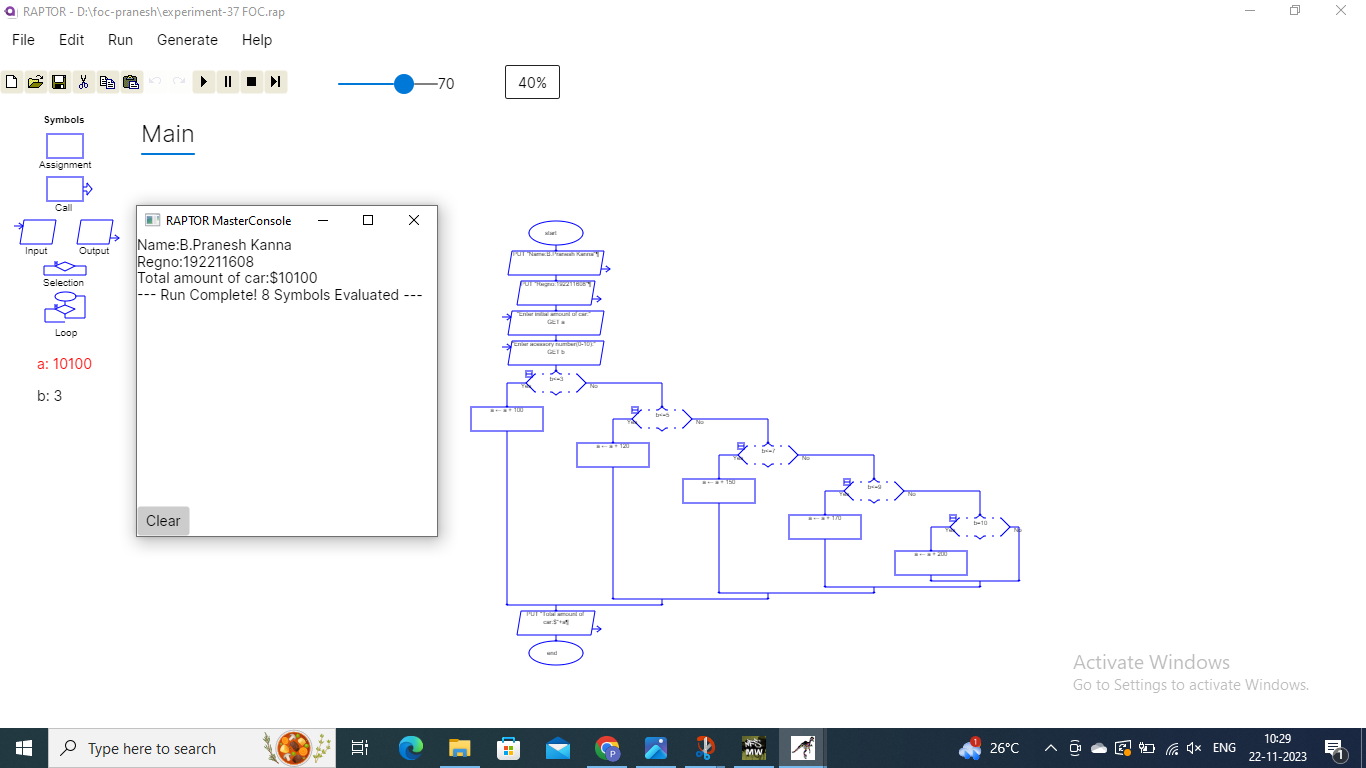 RAPTOR - D:\foc-pranesh\experiment-37 FOC.rap
File Edit Run Generate Help
70
40%
Symbols
Assignment
Call
Input Output
Selection
Loop
a: 10100
b: 3
Main
RAPTOR MasterConsole
Name:B.Pranesh Kanna
Regno:192211608
Total amount of car:$10100
--- Run Complete! 8 Symbols Evaluated ---
Clear
start
PUT "Name:B.Pranesh Kanna"¶
PUT "Regno:192211608"¶
"Enter initial amount of car:"
GET a
"Enter acessory number(0-10):"
GET b
b<=3
Yes No
a ← a + 100
b<=5
Yes No
a ← a + 120
b<=7
Yes No
a ← a + 150
b<=9
Yes No
a ← a + 170
b=10
Yes No
a ← a + 200
PUT "Total amount of
car:$"+a¶
end
Activate Windows
Go to Settings to activate Windows.
Type here to search
MW
26°C
ENG
10:29
22-11-2023
1